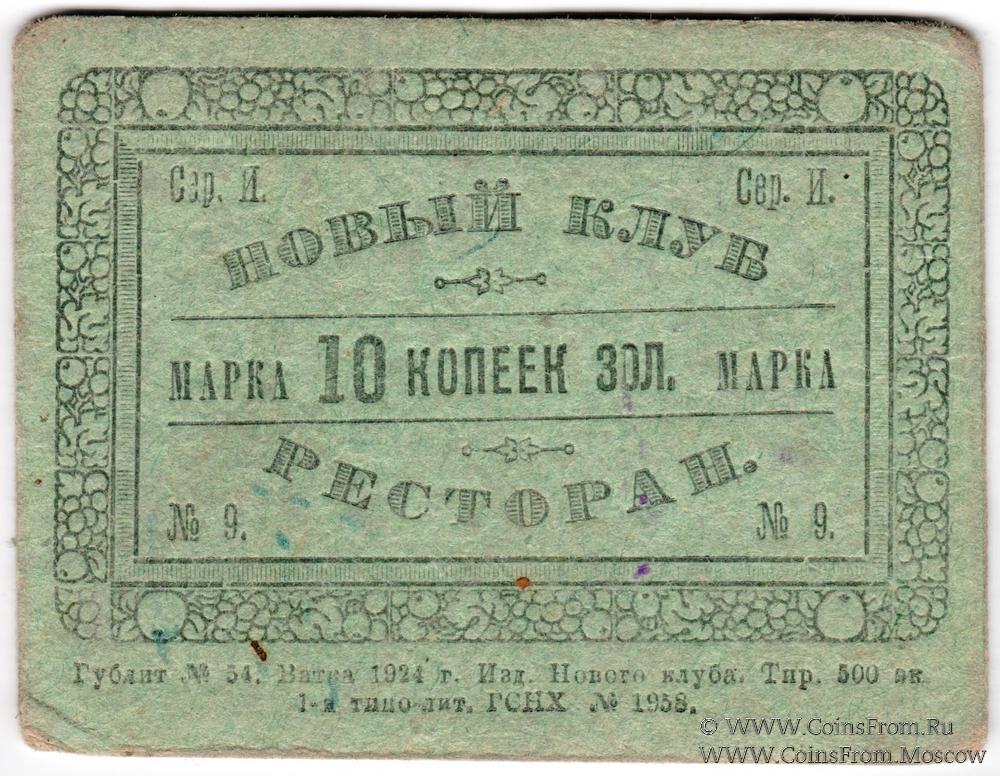 Сер. И. Сер. И.
НОВЫЙ КЛУБ
МАРКА 10 КОПЕЕК ЗОЛ. МАРКА
РЕСТОРАН.
№ 9. № 9.
Гублит № 54. Вятка 1924 г. Изд. Нового клуба. Тир. 500 эк.
1-я типо-лит. ГСНХ № 1958.
© WWW.CoinsFrom.Ru
WWW.CoinsFrom.Moscow